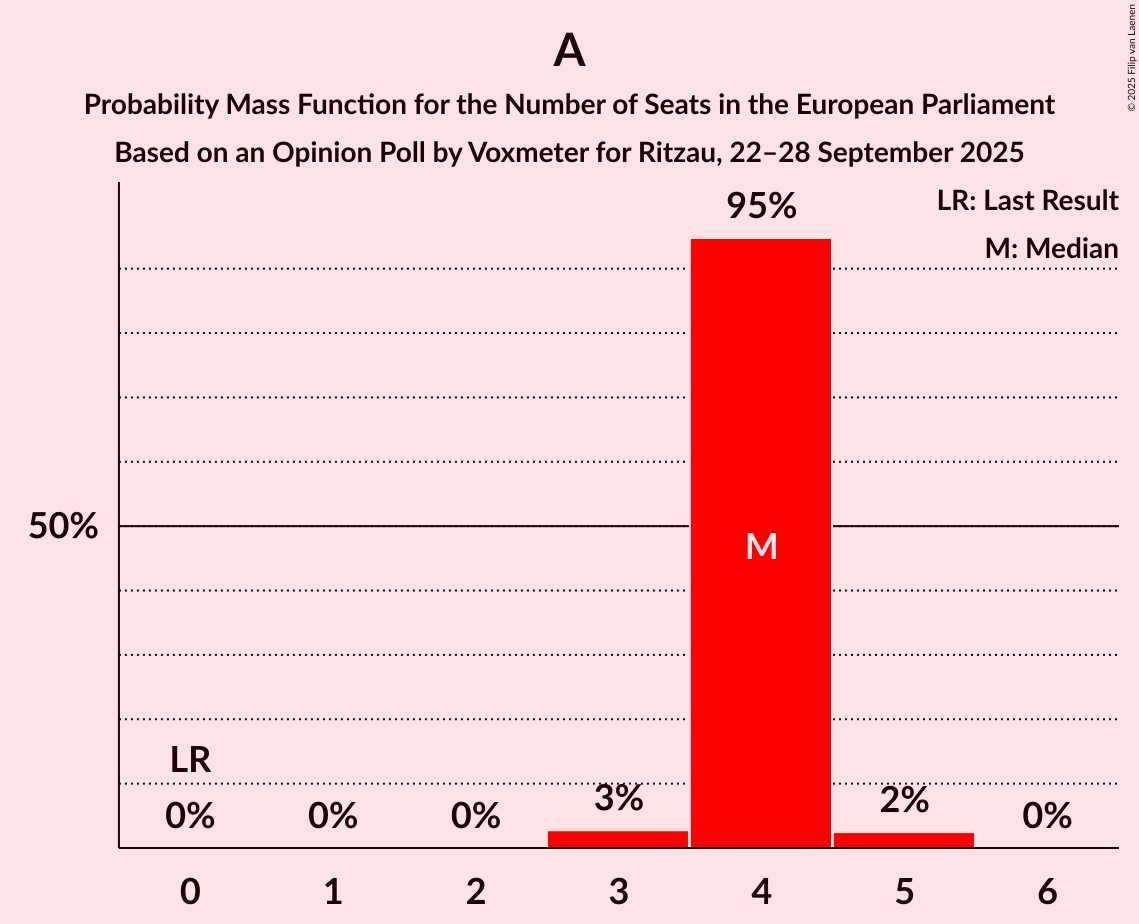 A
Probability Mass Function for the Number of Seats in the European Parliament
Based on an Opinion Poll by Voxmeter for Ritzau, 22–28 September 2025
© 2025 Filip van Laenen
LR: Last Result
M: Median
95%
50%
M
LR
0%
0%
0%
3%
2%
0%
0
1
2
3
4
5
6